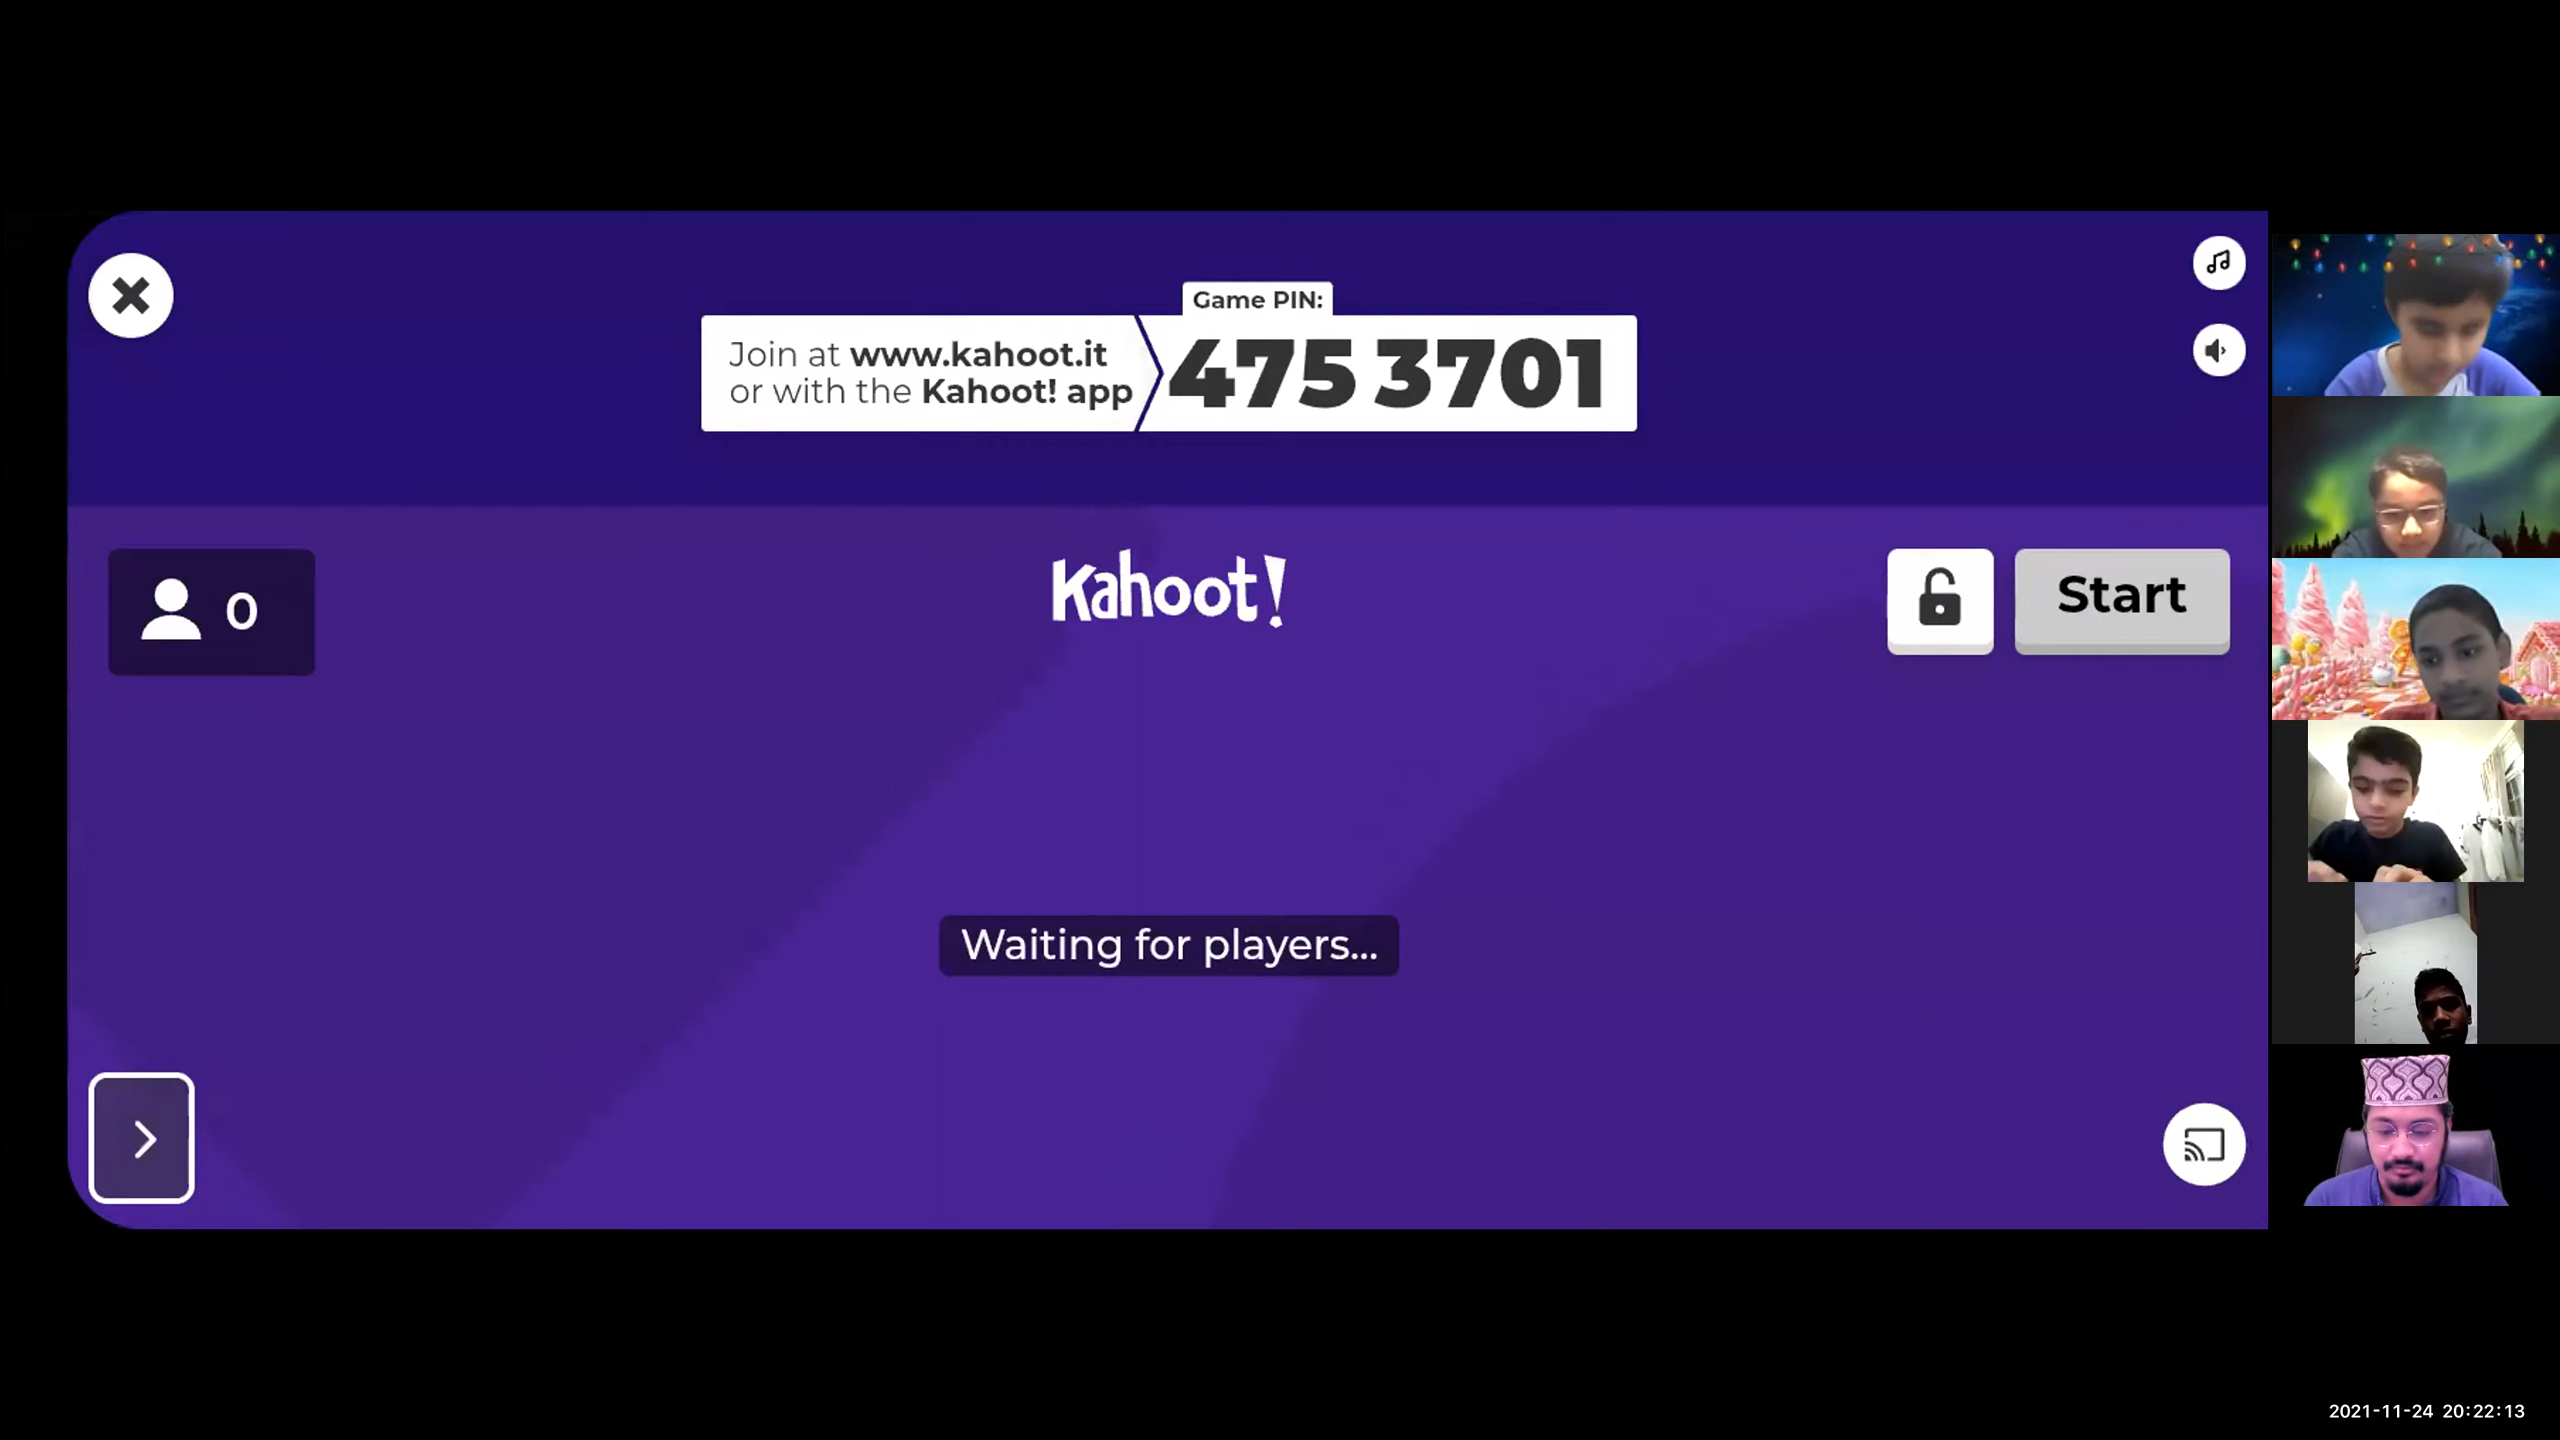 Game PIN:
Join at www.kahoot.it
or with the Kahoot! app
475 3701
0
Kahoot!
Start
Waiting for players...
2021-11-24 20:22:13